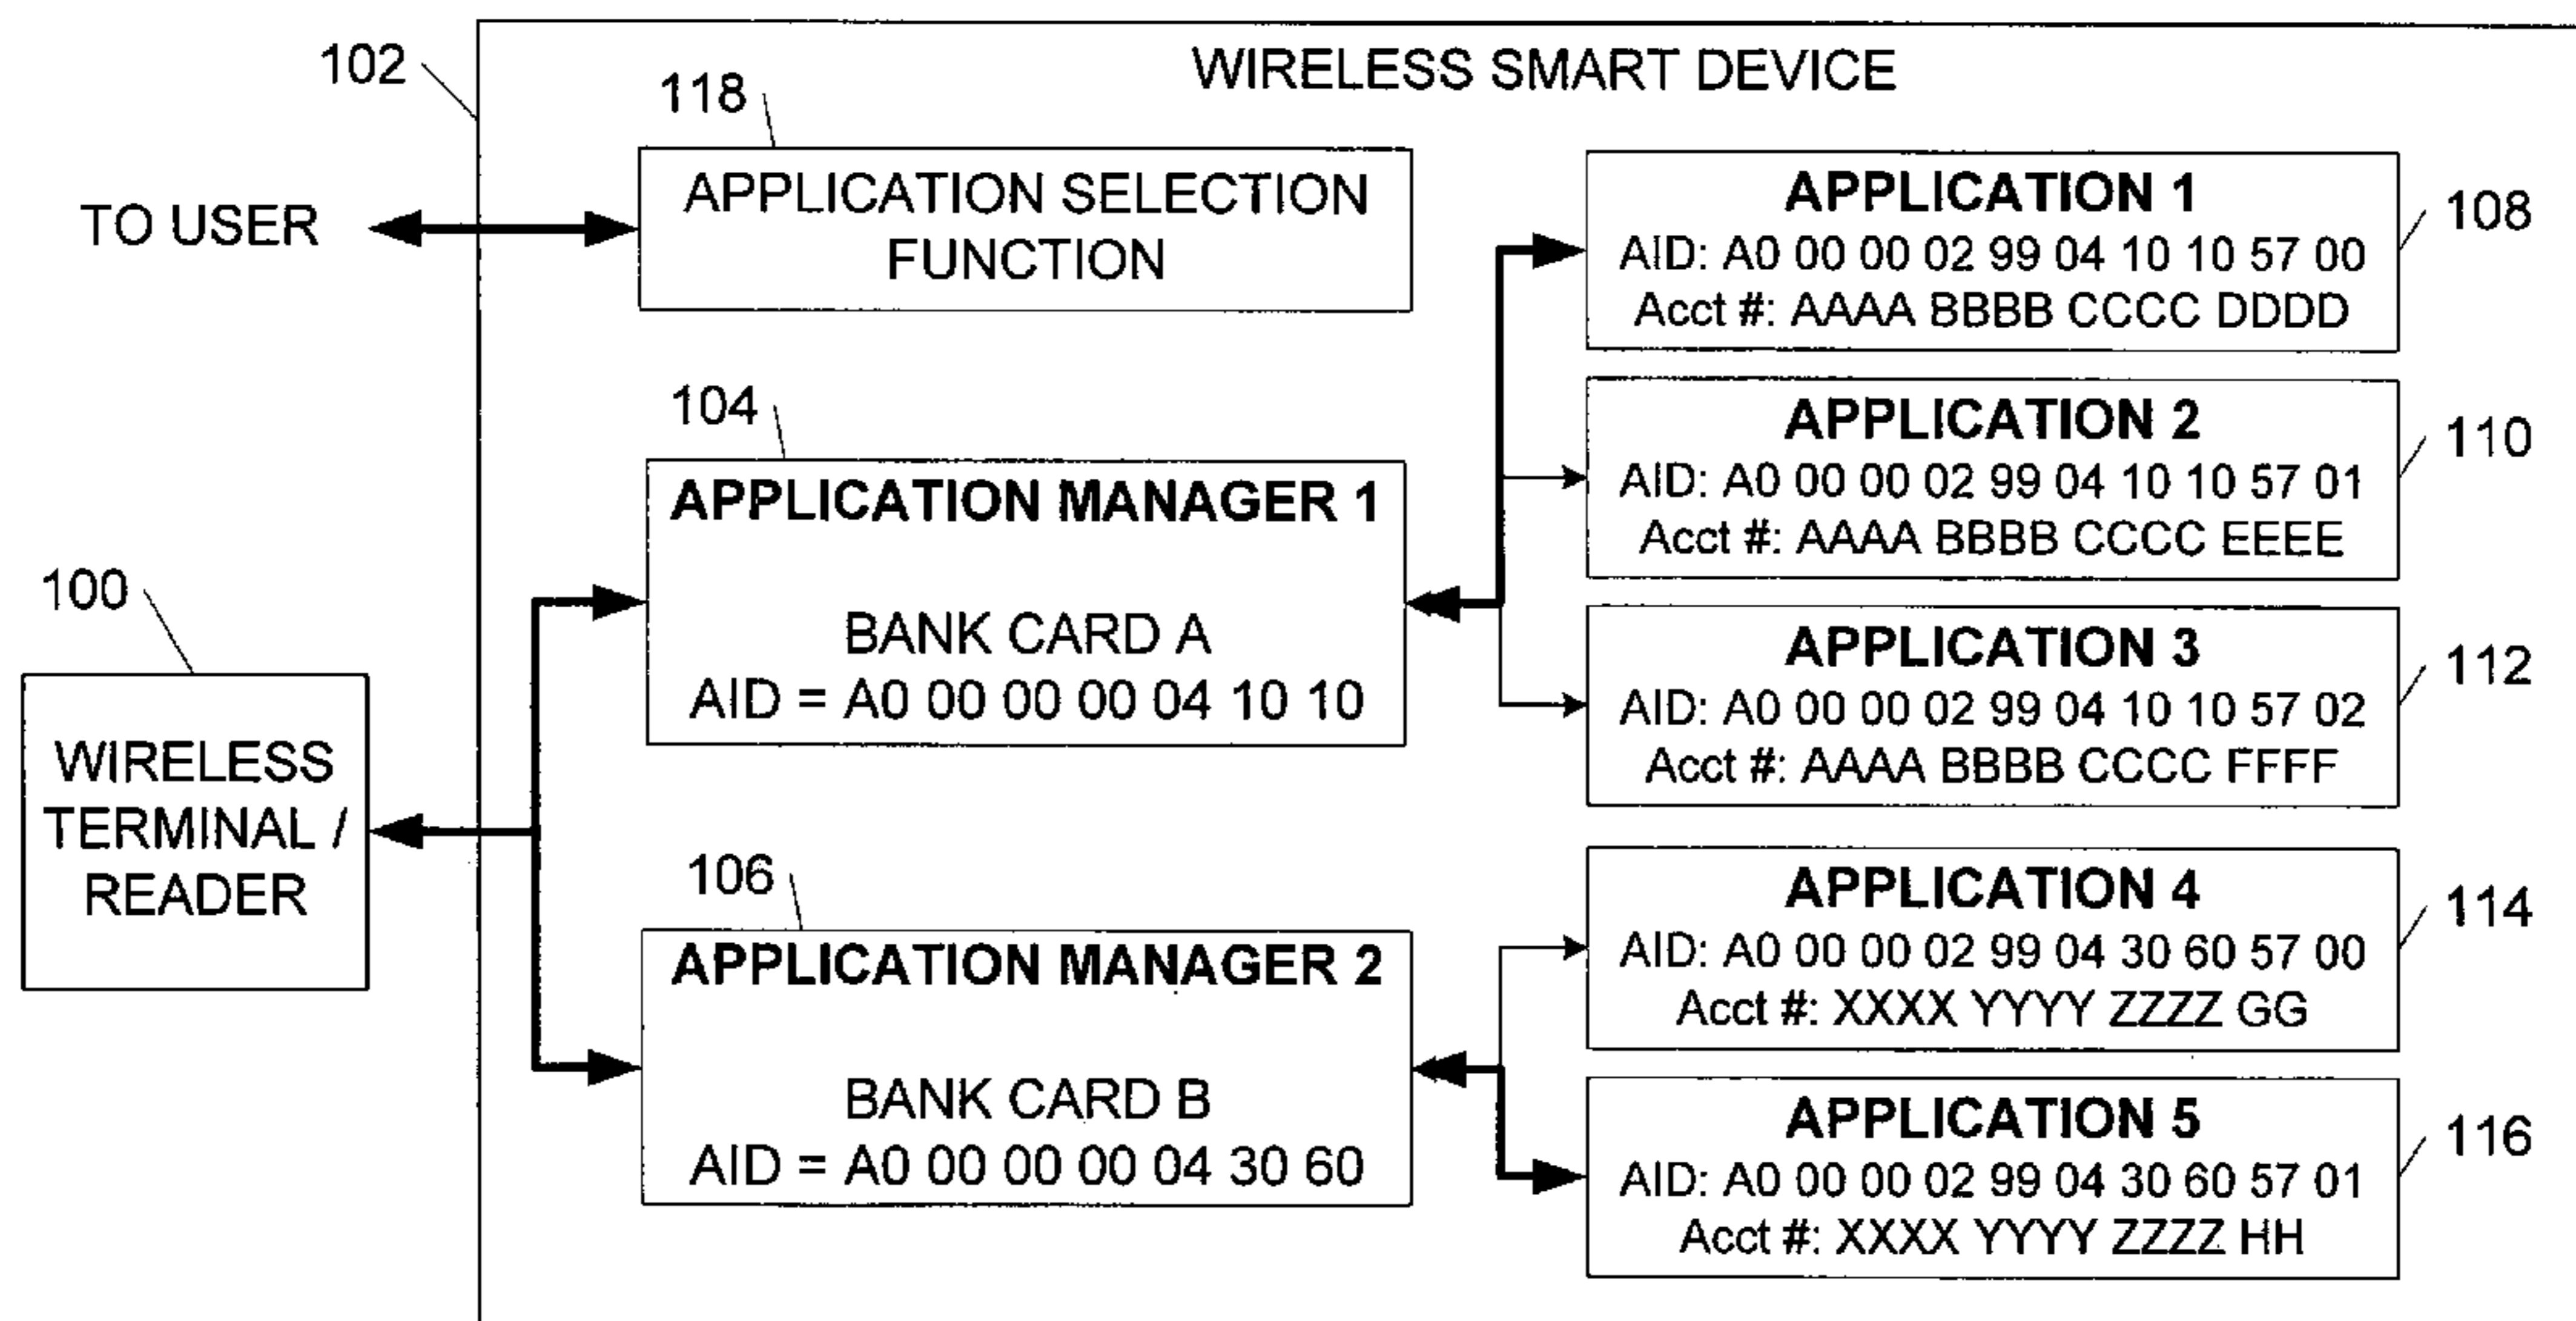 WIRELESS SMART DEVICE
102
118
APPLICATION SELECTION
FUNCTION
TO USER
104
APPLICATION MANAGER 1
BANK CARD A
AID = A0 00 00 00 04 10 10
100
WIRELESS
TERMINAL /
READER
106
APPLICATION MANAGER 2
BANK CARD B
AID = A0 00 00 00 04 30 60
APPLICATION 1
AID: A0 00 00 02 99 04 10 10 57 00
Acct #: AAAA BBBB CCCC DDDD
108
APPLICATION 2
AID: A0 00 00 02 99 04 10 10 57 01
Acct #: AAAA BBBB CCCC EEEE
110
APPLICATION 3
AID: A0 00 00 02 99 04 10 10 57 02
Acct #: AAAA BBBB CCCC FFFF
112
APPLICATION 4
AID: A0 00 00 02 99 04 30 60 57 00
Acct #: XXXX YYYY ZZZZ GG
114
APPLICATION 5
AID: A0 00 00 02 99 04 30 60 57 01
Acct #: XXXX YYYY ZZZZ HH
116